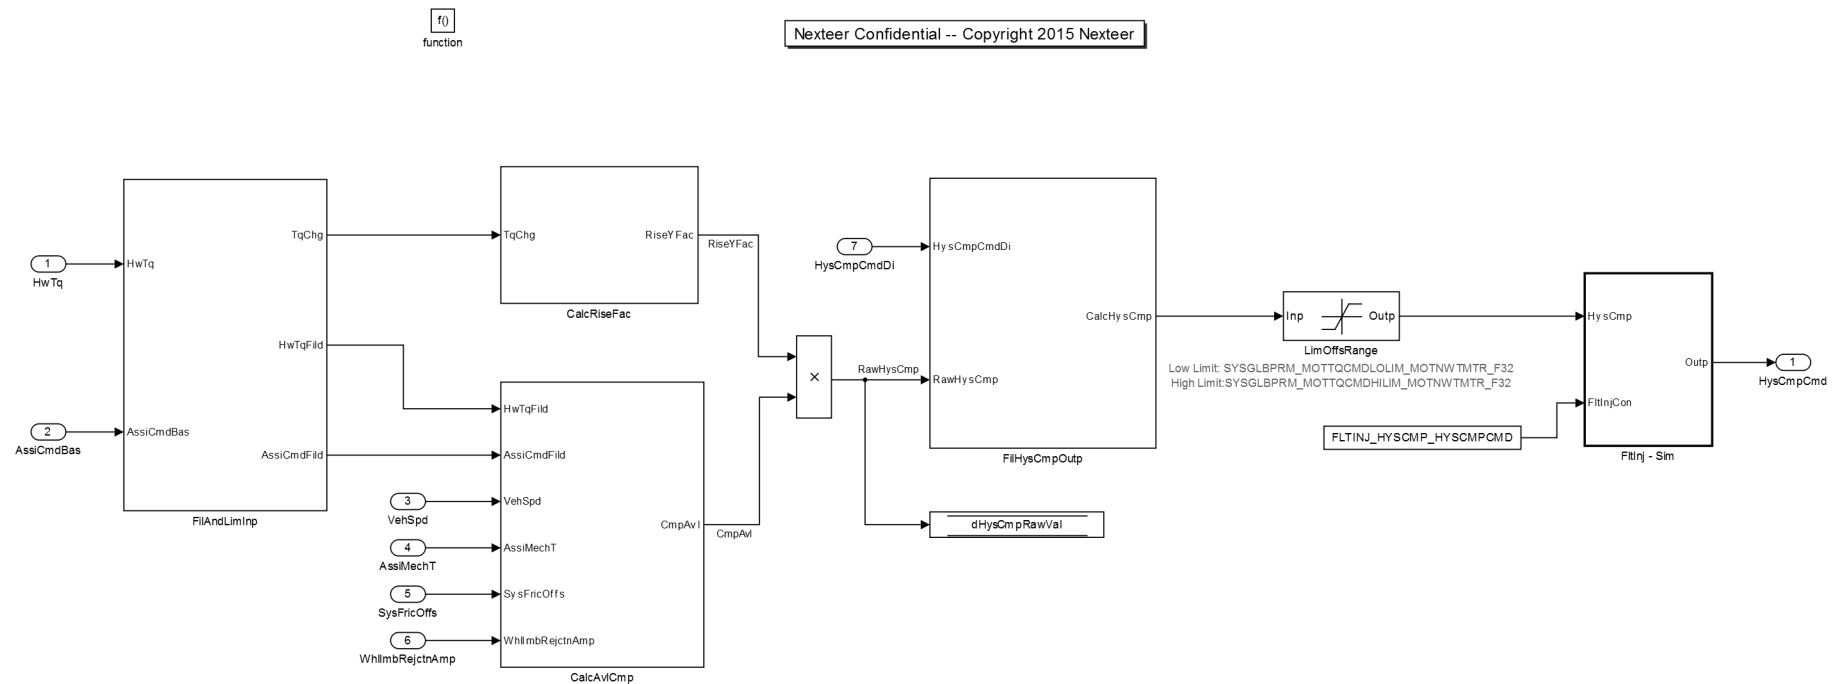 f()
function
Nexteer Confidential -- Copyright 2015 Nexteer
1
HwTq
2
AssiCmdBas
HwTq
AssiCmdBas
TqChg
HwTqFild
AssiCmdFild
FilAndLimInp
TqChg
RiseYFac
CalcRiseFac
RiseYFac
3
VehSpd
4
AssiMechT
5
SysFricOffs
6
WhlImbRejctnAmp
HwTqFild
AssiCmdFild
VehSpd
AssiMechT
SysFricOffs
WhlImbRejctnAmp
CmpAvl
CalcAvlCmp
CmpAvl
×
RawHysCmp
7
HysCmpCmdDi
HysCmpCmdDi
RawHysCmp
CalcHysCmp
FilHysCmpOutp
dHysCmpRawVal
Inp
Outp
LimOffsRange
Low Limit: SYSGLBPRM_MOTTQCMDLOLIM_MOTNWTMTR_F32
High Limit:SYSGLBPRM_MOTTQCMDHILIM_MOTNWTMTR_F32
FLTINJ_HYSCMP_HYSCMPCMD
HysCmp
FltInjCon
Outp
FltInj - Sim
1
HysCmpCmd